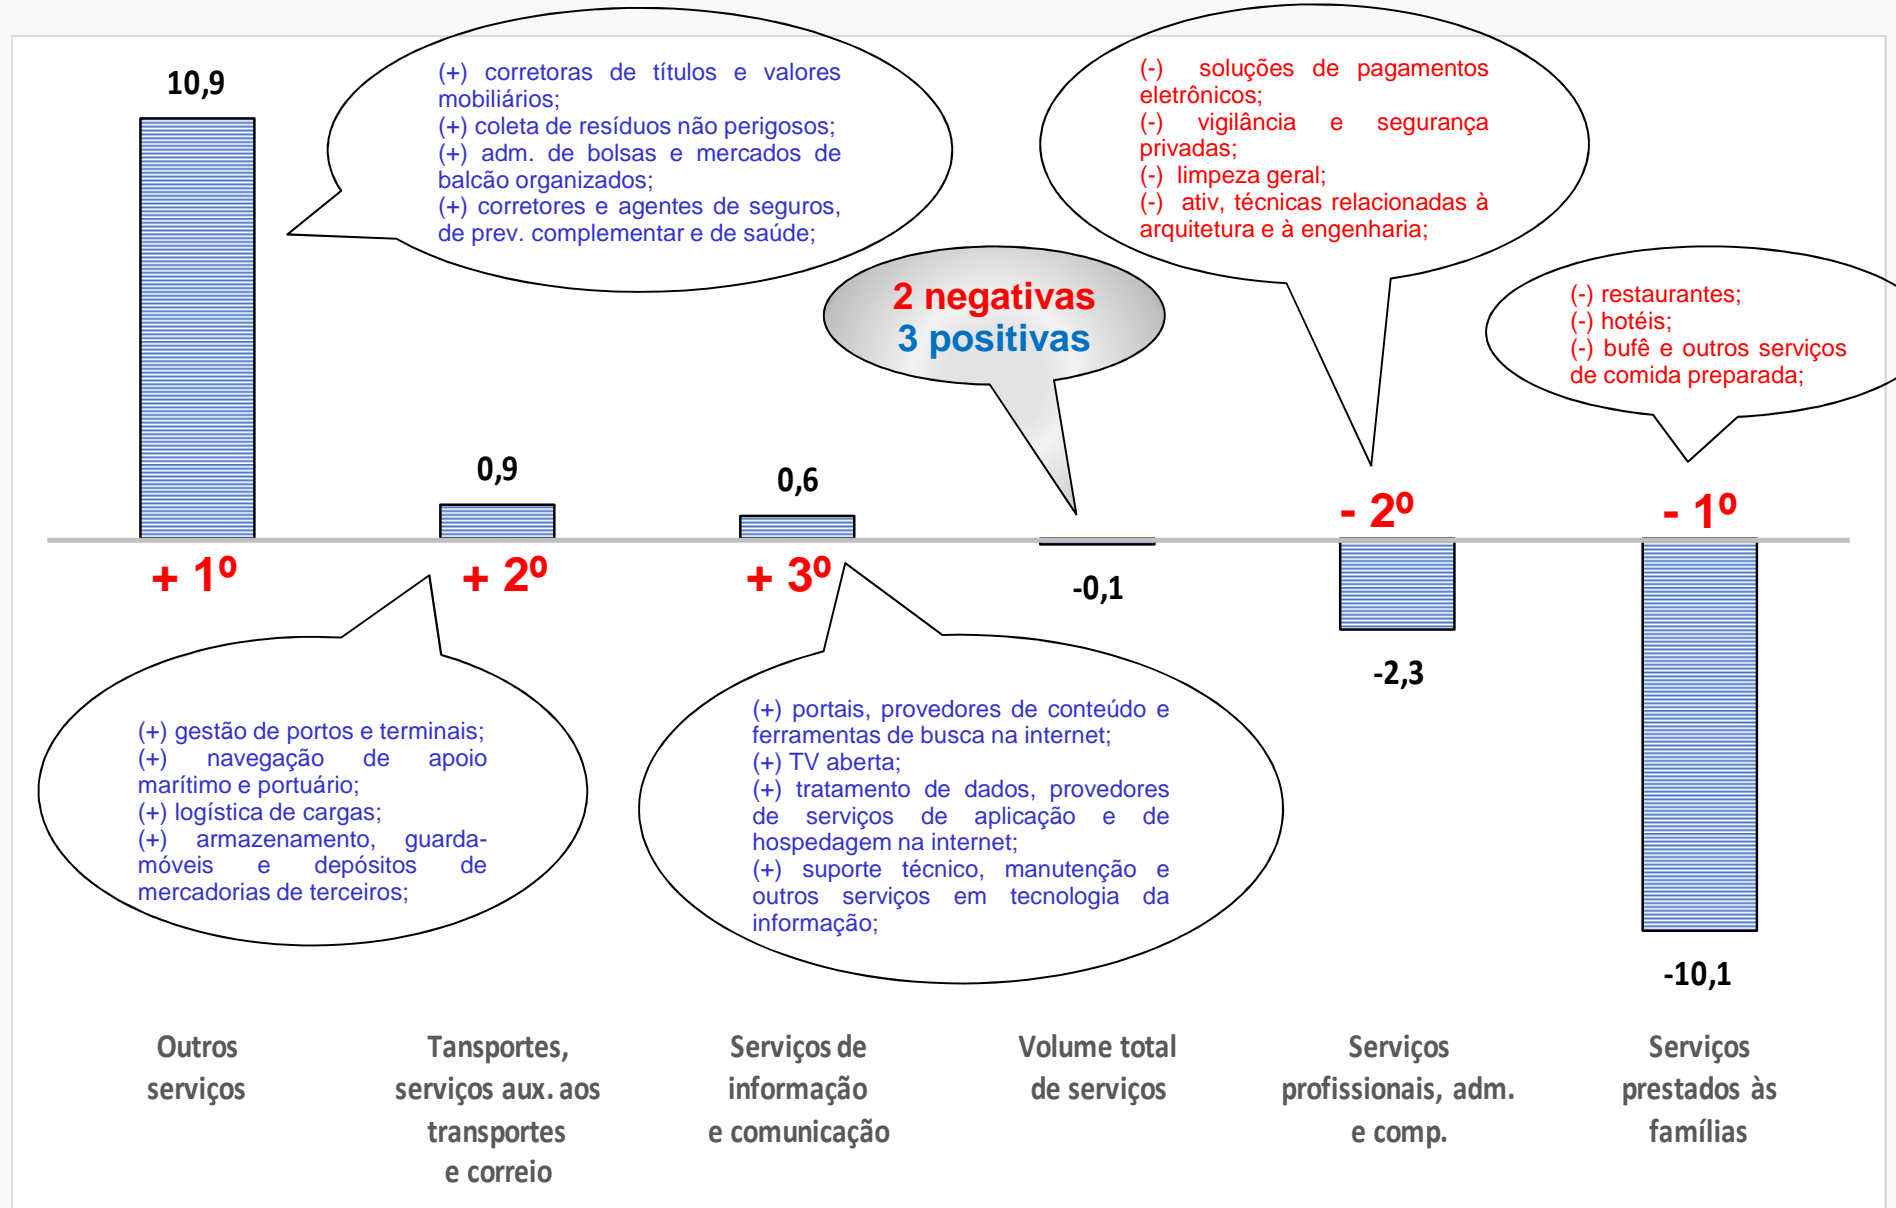 10,9
(+) corretoras de títulos e valores
mobiliários;
(+) coleta de resíduos não perigosos;
(+) adm. de bolsas e mercados de
balcão organizados;
(+) corretores e agentes de seguros,
de prev. complementar e de saúde;
(-) soluções de pagamentos
eletrônicos;
(-) vigilância e segurança
privadas;
(-) limpeza geral;
(-) ativ, técnicas relacionadas à
arquitetura e à engenharia;
2 negativas
3 positivas
(-) restaurantes;
(-) hotéis;
(-) bufê e outros serviços
de comida preparada;
0,9
0,6
- 2º
- 1º
+ 1º
+ 2º
+ 3º
-0,1
-2,3
-10,1
(+) gestão de portos e terminais;
(+) navegação de apoio
marítimo e portuário;
(+) logística de cargas;
(+) armazenamento, guarda-
móveis e depósitos de
mercadorias de terceiros;
(+) portais, provedores de conteúdo e
ferramentas de busca na internet;
(+) TV aberta;
(+) tratamento de dados, provedores
de serviços de aplicação e de
hospedagem na internet;
(+) suporte técnico, manutenção e
outros serviços em tecnologia da
informação;
Outros
serviços
Tansportes,
serviços aux. aos
transportes
e correio
Serviços de
informação
e comunicação
Volume total
de serviços
Serviços
profissionais, adm.
e comp.
Serviços
prestados às
famílias